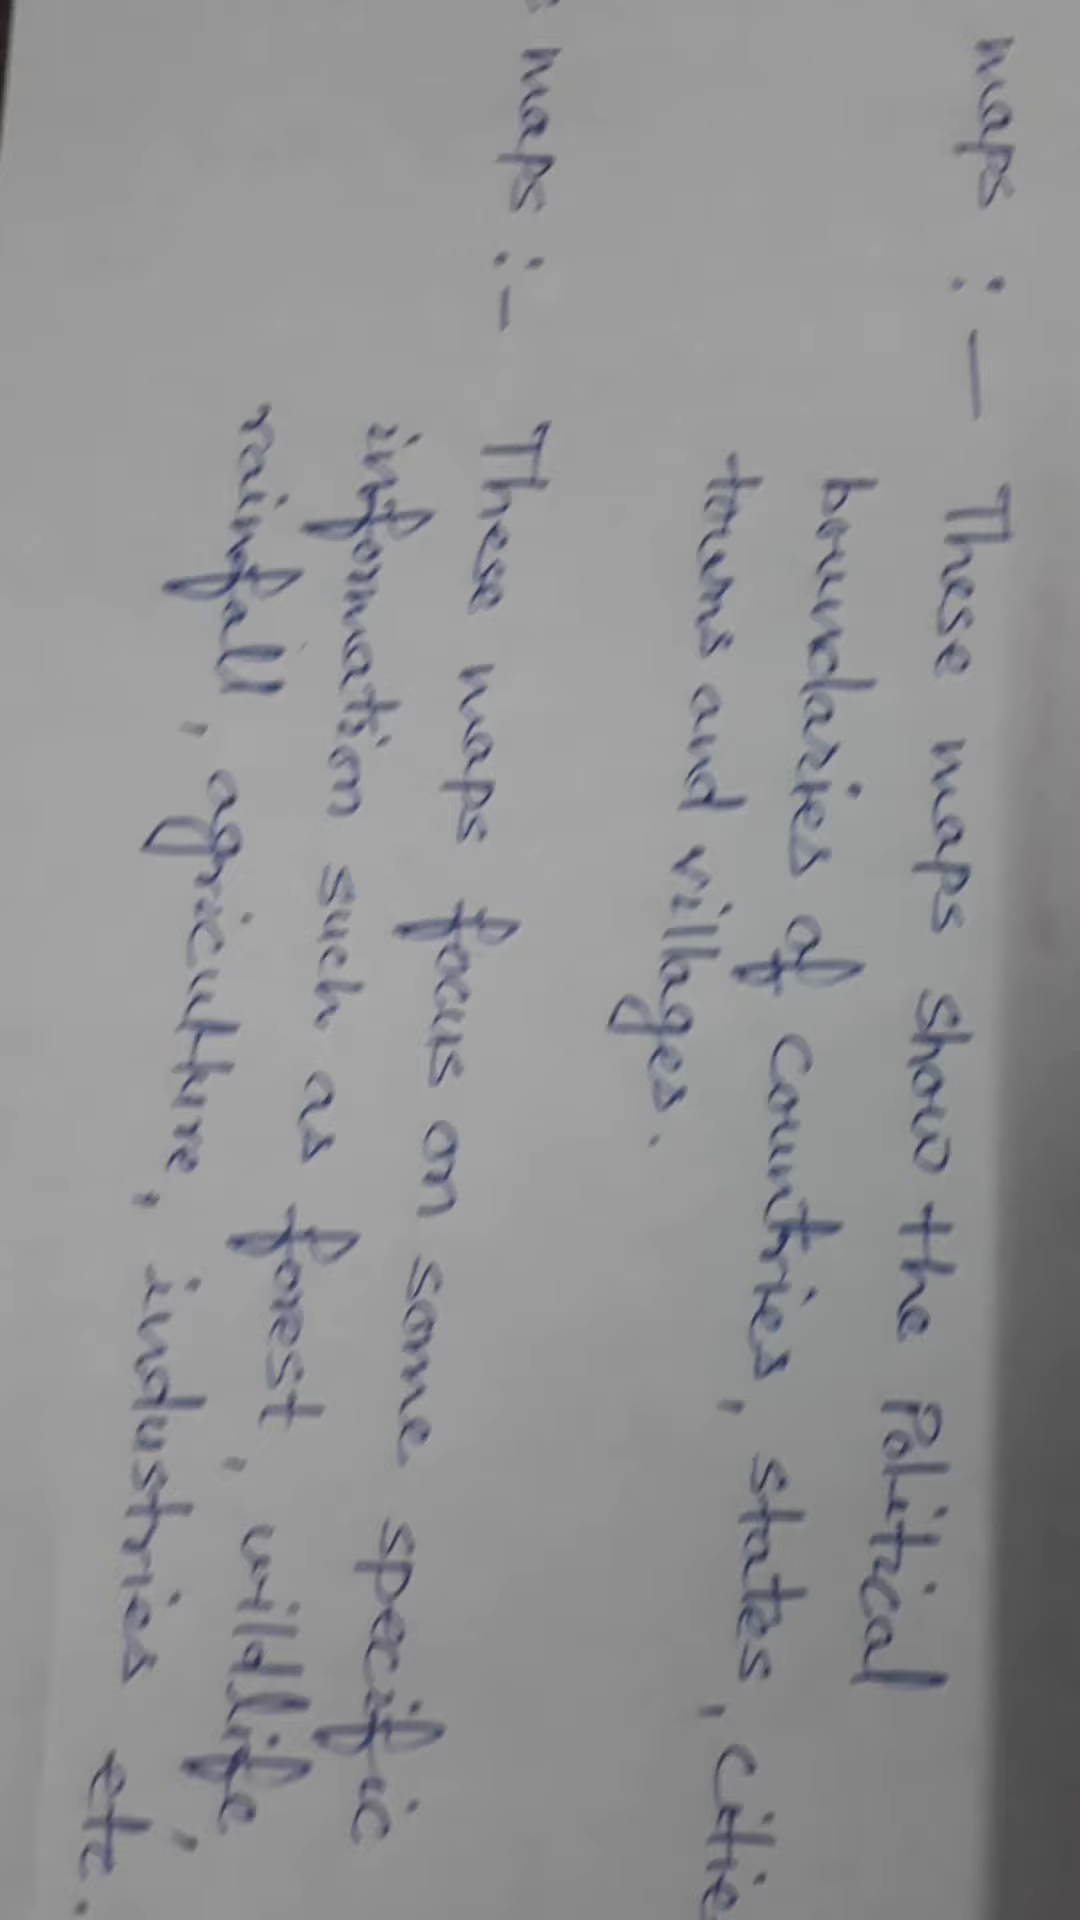 maps :— These maps show the Political
boundaries of countries, states, citie
towns and villages.
maps :- These maps focus on some specific
information such as forest, wildlife,
rainfall, agriculture, industries etc.